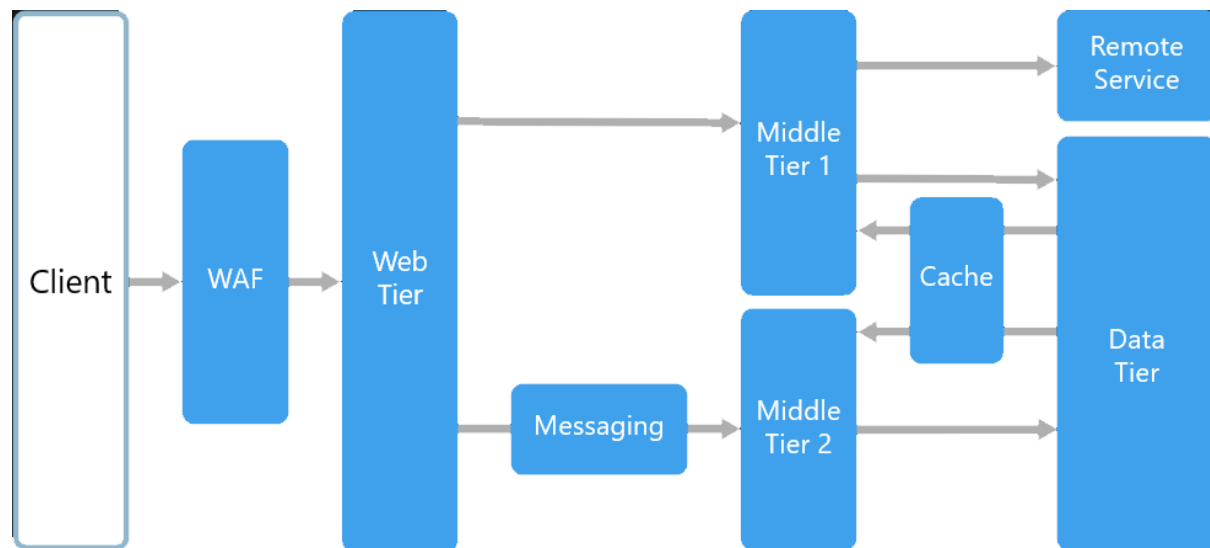 Client
WAF
Web
Tier
Messaging
Middle
Tier 1
Middle
Tier 2
Cache
Remote
Service
Data
Tier